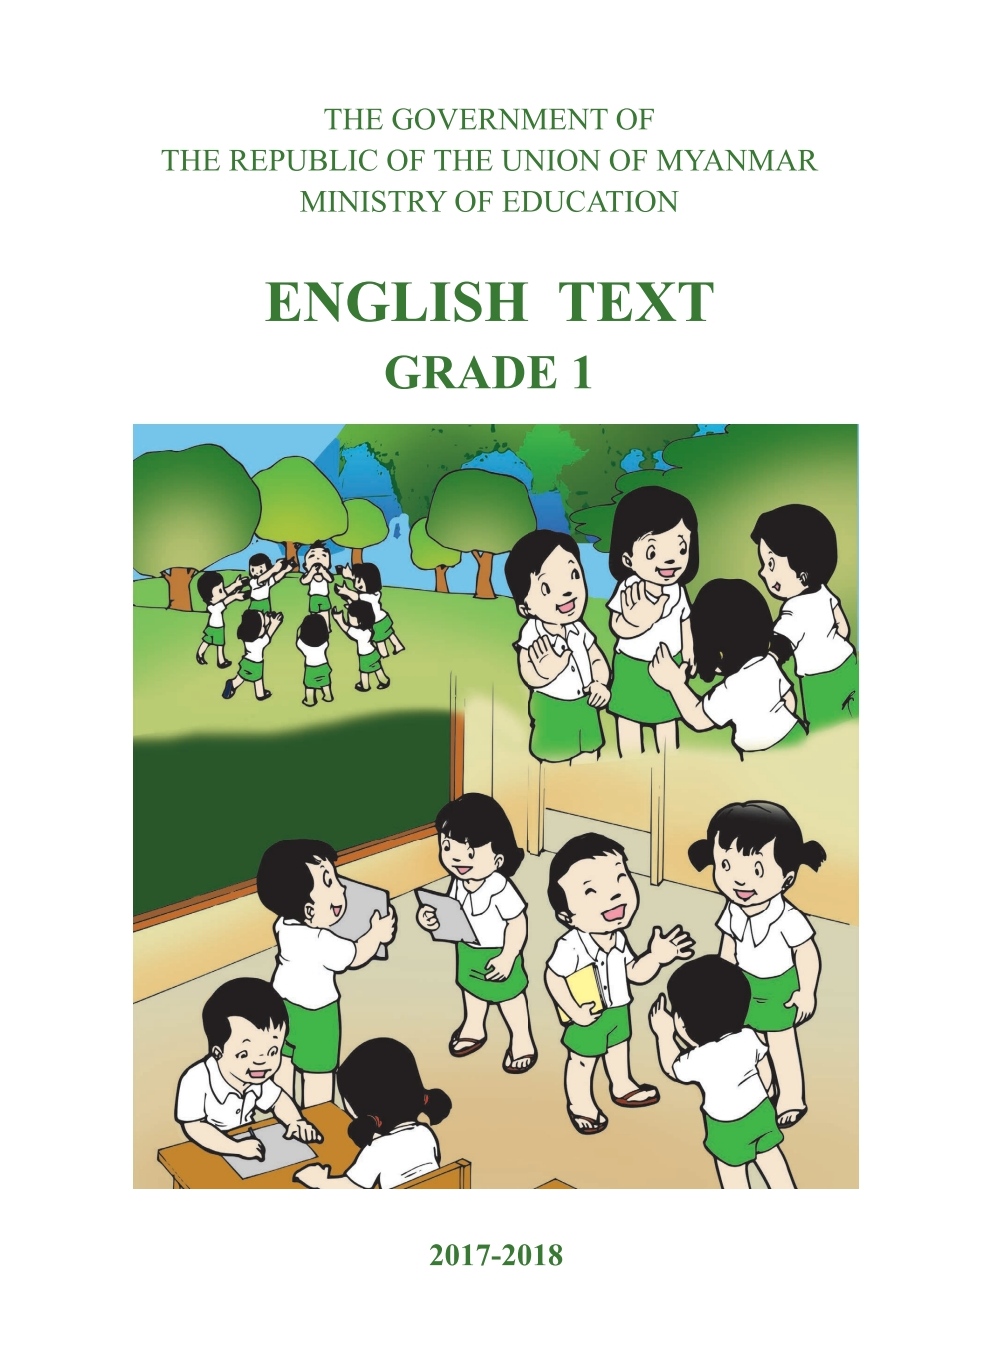 THE GOVERNMENT OF
THE REPUBLIC OF THE UNION OF MYANMAR
MINISTRY OF EDUCATION
ENGLISH TEXT
GRADE 1
2017-2018